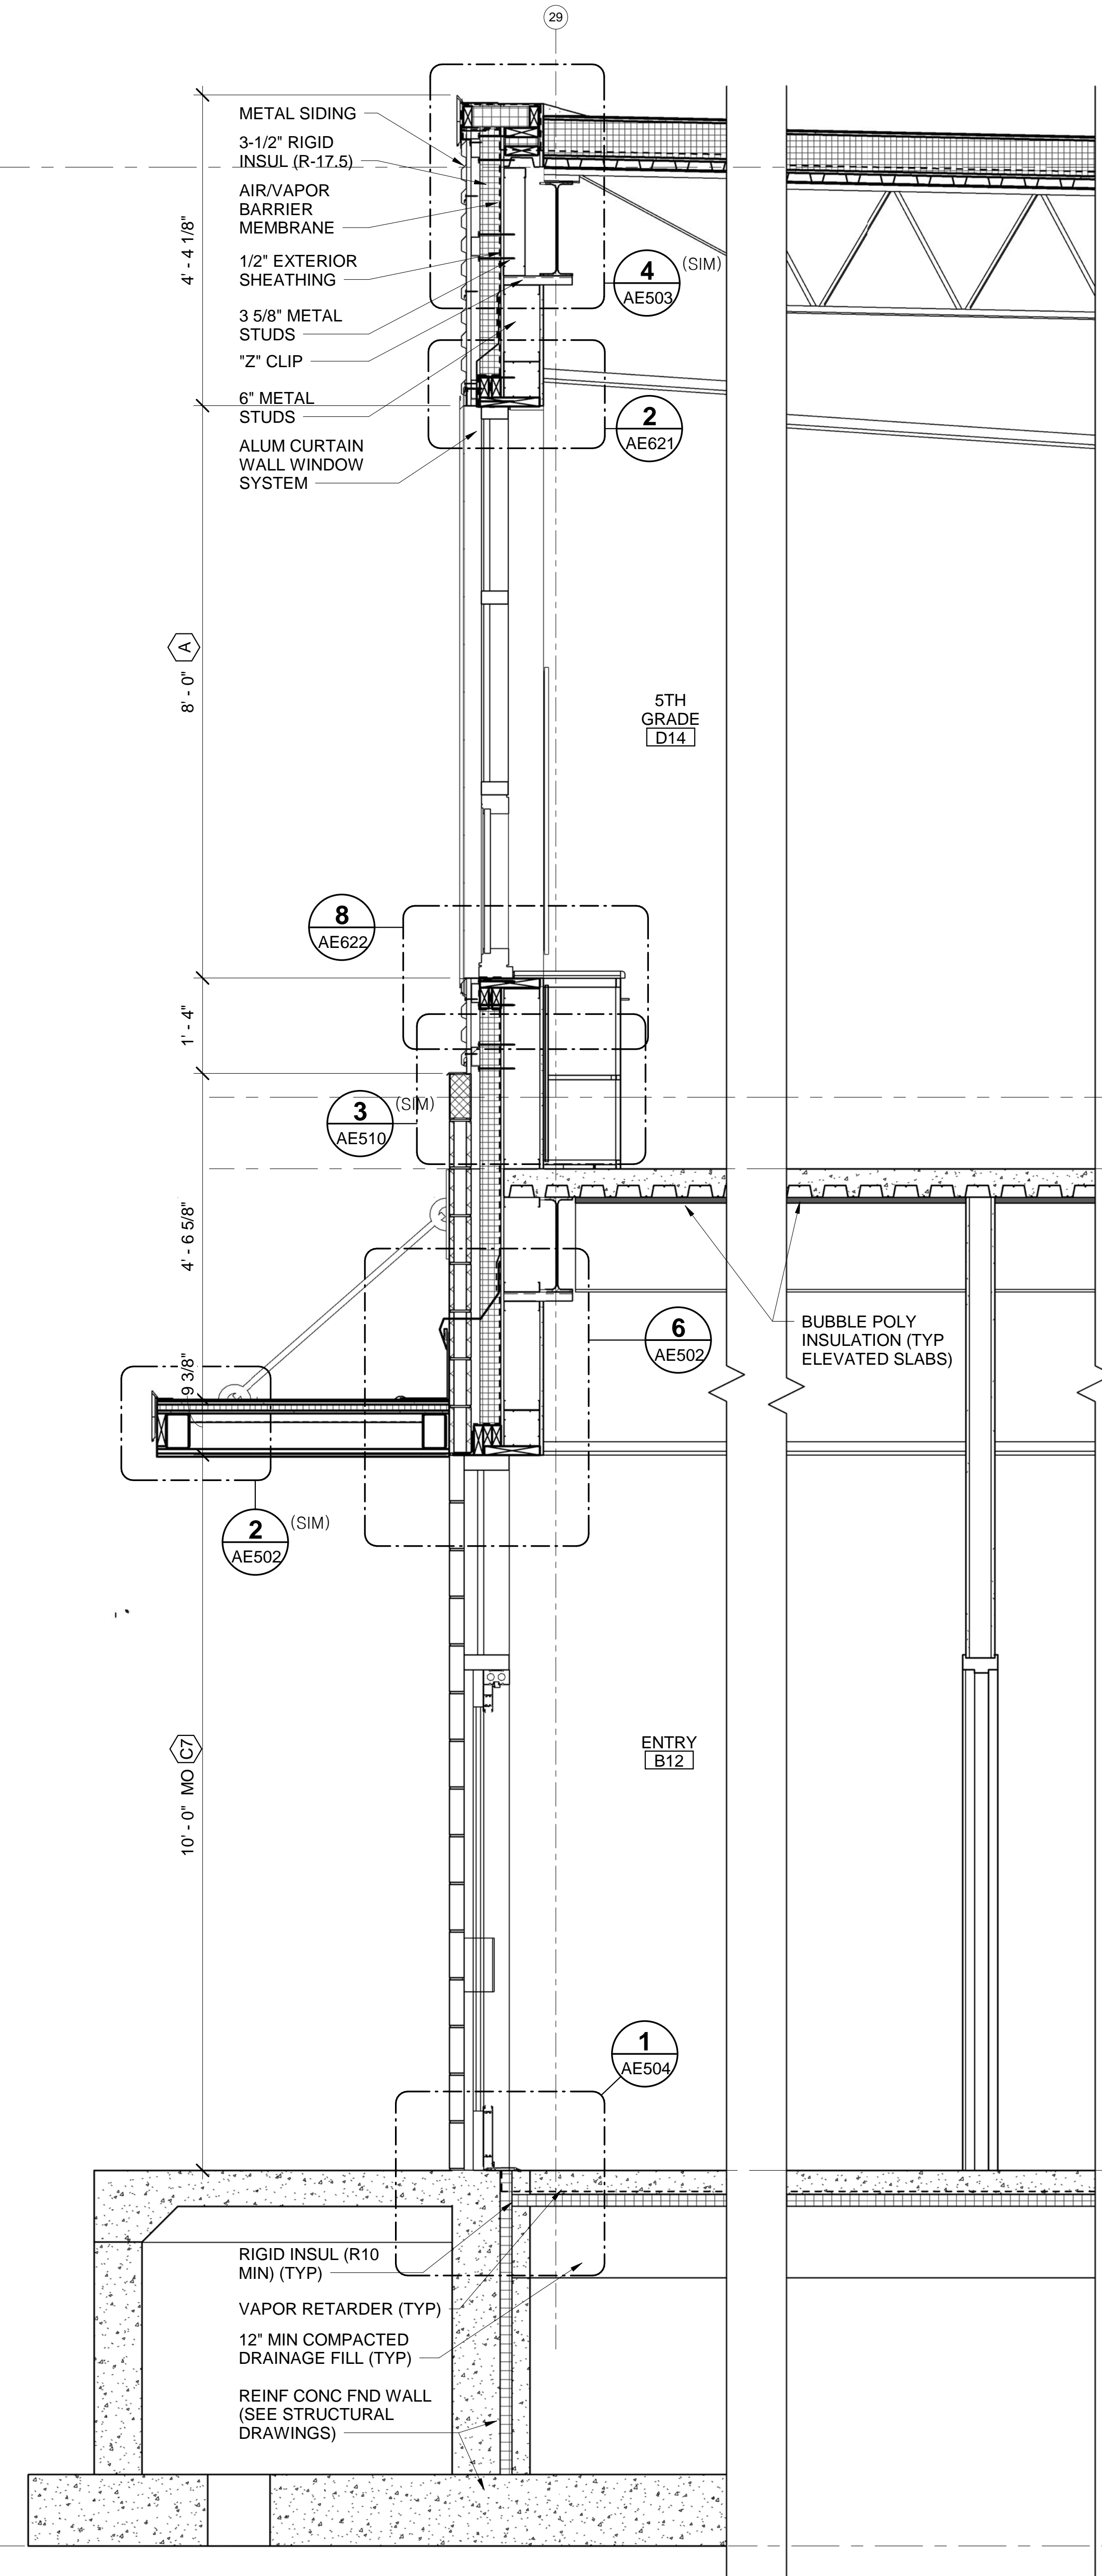 29
METAL SIDING
3-1/2" RIGID
INSUL (R-17.5)
AIR/VAPOR
BARRIER
MEMBRANE
1/2" EXTERIOR
SHEATHING
3 5/8" METAL
STUDS
"Z" CLIP
6" METAL
STUDS
ALUM CURTAIN
WALL WINDOW
SYSTEM
4' - 4 1/8"
4
AE503
(SIM)
2
AE621
8' - 0"
A
5TH
GRADE
D14
8
AE622
1' - 4"
3
AE510
(SIM)
4' - 6 5/8"
9 3/8"
6
AE502
BUBBLE POLY
INSULATION (TYP
ELEVATED SLABS)
2
AE502
(SIM)
10' - 0" MO
C7
ENTRY
B12
1
AE504
RIGID INSUL (R10
MIN) (TYP)
VAPOR RETARDER (TYP)
12" MIN COMPACTED
DRAINAGE FILL (TYP)
REINF CONC FND WALL
(SEE STRUCTURAL
DRAWINGS)